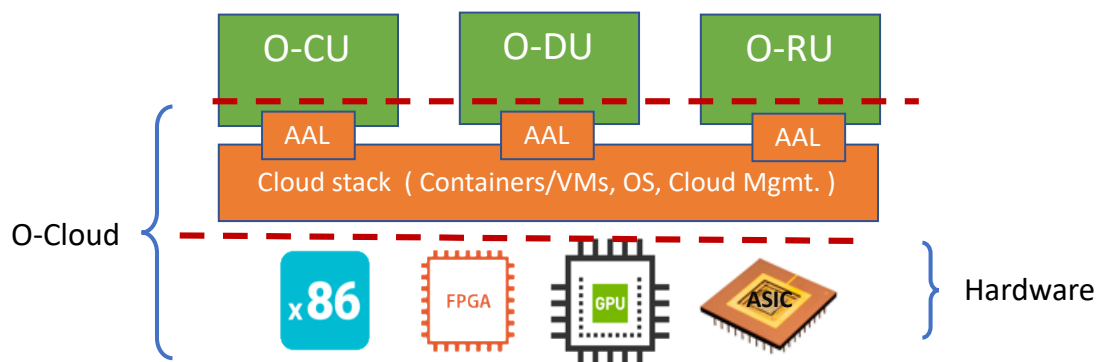 O-CU
O-DU
O-RU
AAL
AAL
AAL
Cloud stack ( Containers/VMs, OS, Cloud Mgmt. )
O-Cloud
x86
FPGA
GPU
ASIC
Hardware